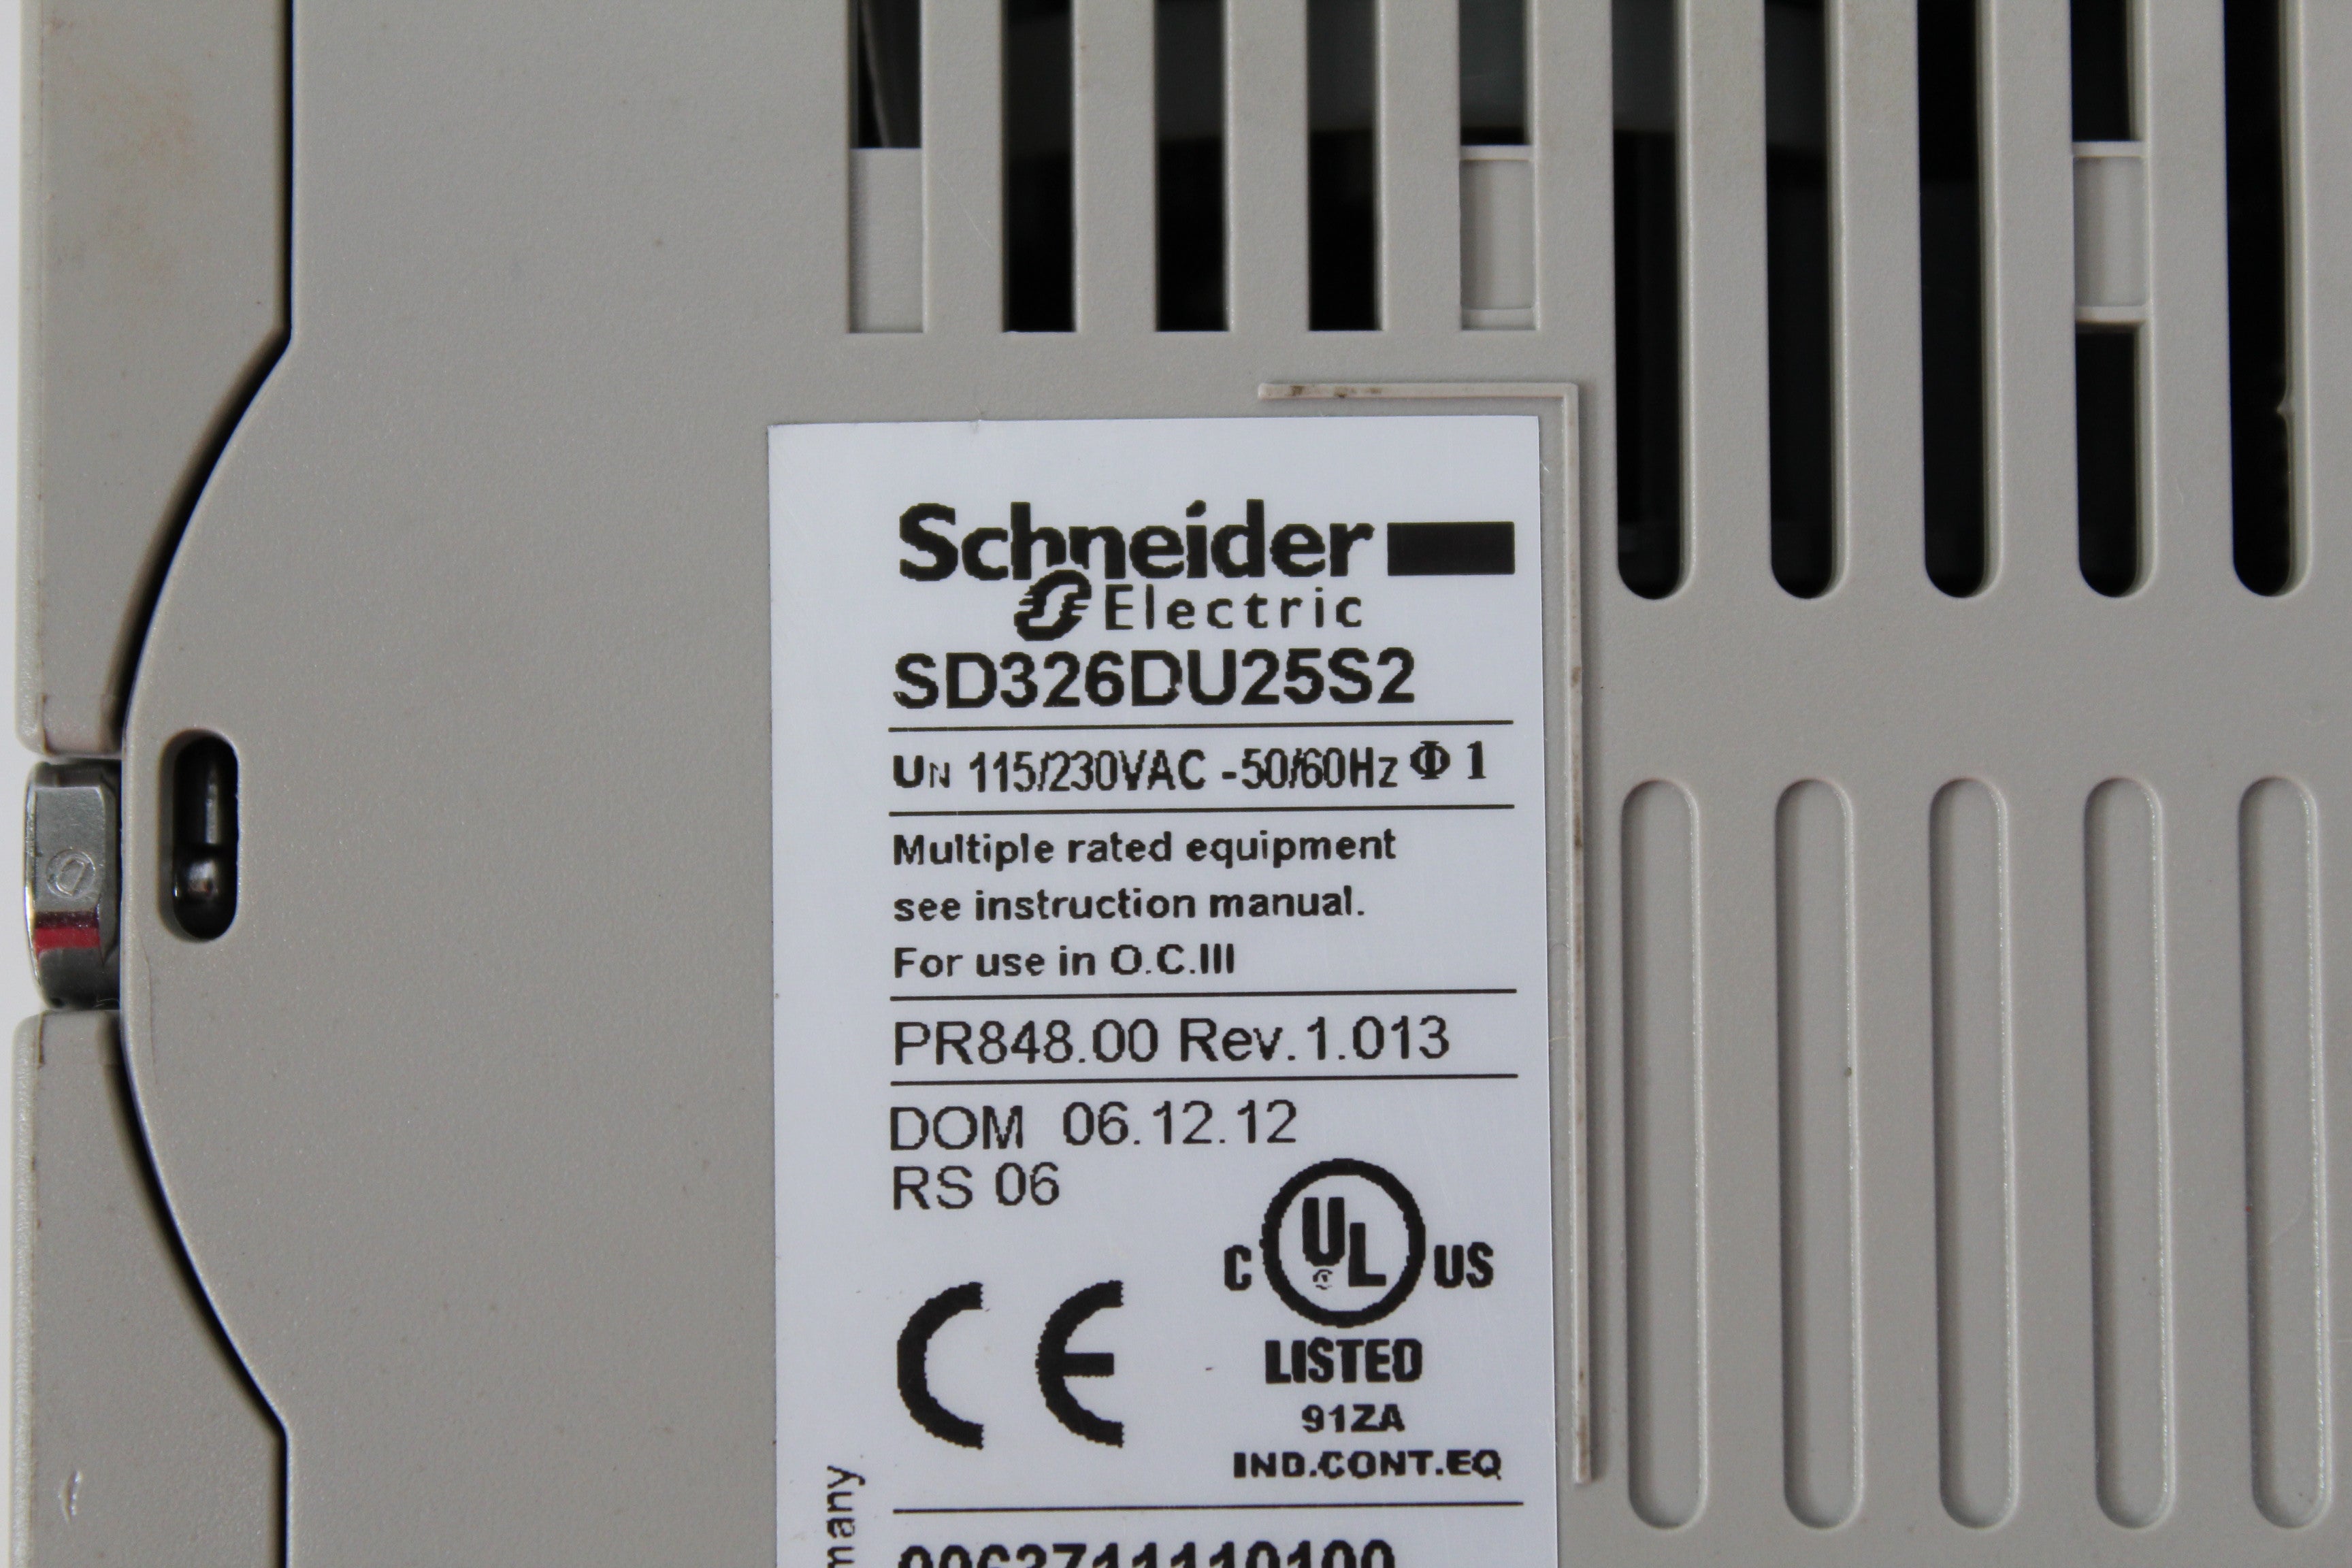 Schneider
Electric
SD326DU25S2
UN 115/230VAC -50/60Hz Φ 1
Multiple rated equipment
see instruction manual.
For use in O.C.III
PR848.00 Rev.1.013
DOM 06.12.12
RS 06
CE
C UL US
LISTED
91ZA
IND.CONT.EQ
many